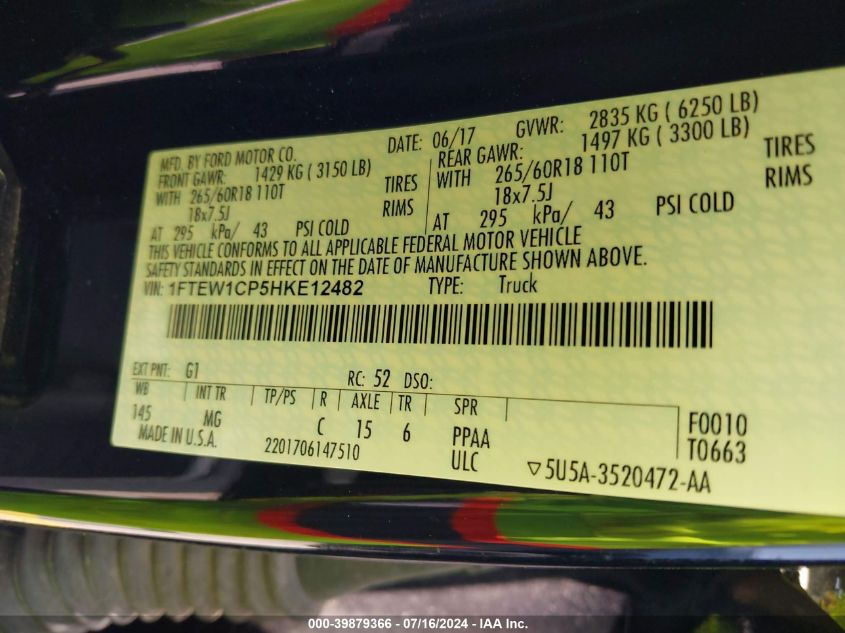 MFD. BY FORD MOTOR CO. DATE: 06/17 GVWR: 2835 KG ( 6250 LB)
FRONT GAWR: 1429 KG ( 3150 LB) REAR GAWR: 1497 KG ( 3300 LB)
WITH 265/60R18 110T TIRES WITH 265/60R18 110T TIRES
18x7.5J RIMS 18x7.5J RIMS
AT 295 kPa/ 43 PSI COLD AT 295 kPa/ 43 PSI COLD
THIS VEHICLE CONFORMS TO ALL APPLICABLE FEDERAL MOTOR VEHICLE
SAFETY STANDARDS IN EFFECT ON THE DATE OF MANUFACTURE SHOWN ABOVE.
VIN: 1FTEW1CP5HKE12482 TYPE: Truck
EXT PNT: G1 RC: 52 DSO:
WB INT TR TP/PS R AXLE TR SPR
145 MG C 15 6 PPAA F0010
MADE IN U.S.A. 2201706147510 ULC T0663
▽5U5A-3520472-AA
000-39879366 - 07/16/2024 - IAA Inc.